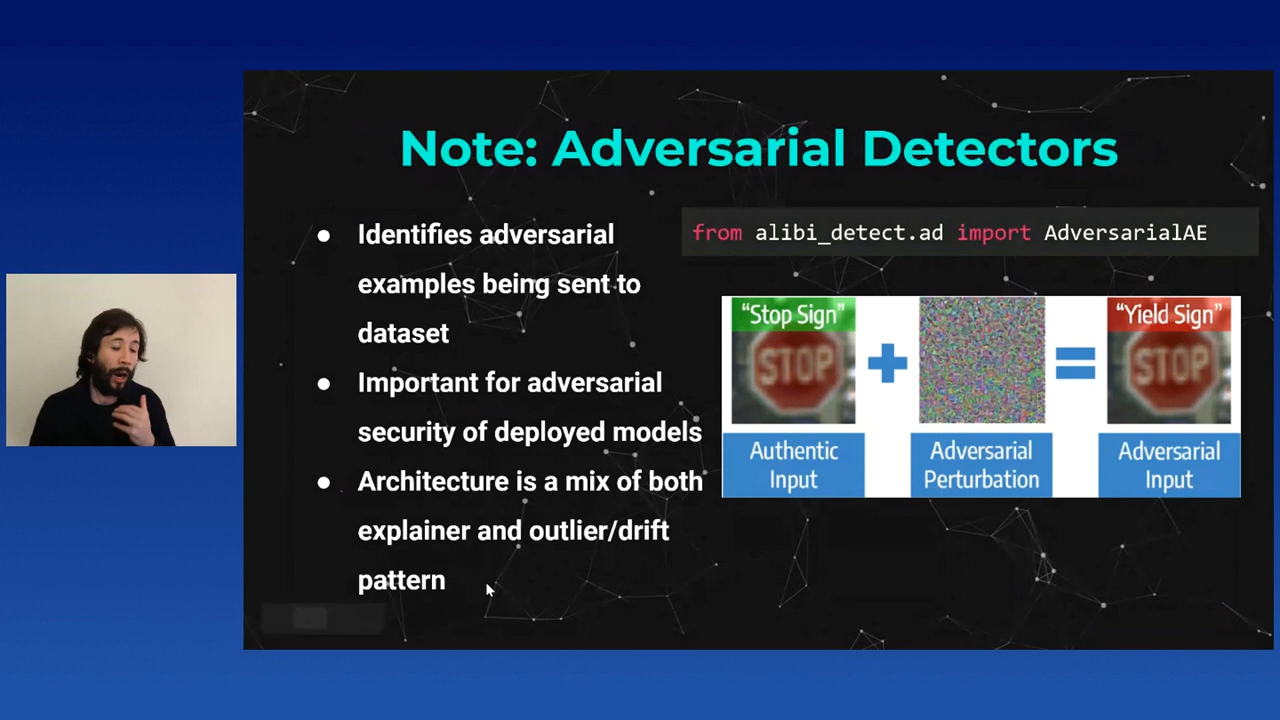 Note: Adversarial Detectors
● Identifies adversarial
examples being sent to
dataset
● Important for adversarial
security of deployed models
● Architecture is a mix of both
explainer and outlier/drift
pattern
from alibi_detect.ad import AdversarialAE
“Stop Sign”
STOP
Authentic
Input
+
Adversarial
Perturbation
=
“Yield Sign”
STOP
Adversarial
Input